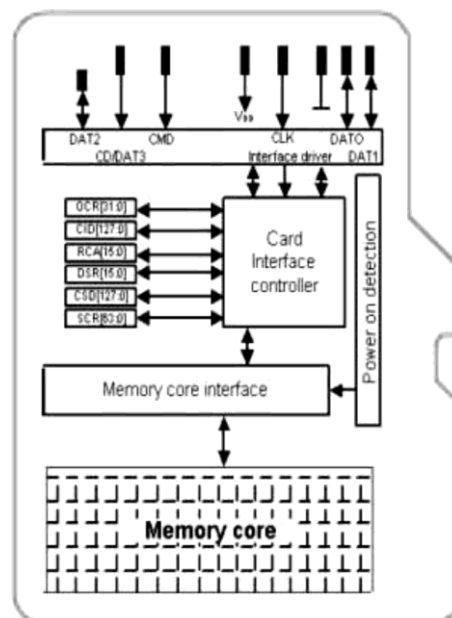 VDD
DAT2 CMD CLK DAT0
CD/DAT3 Interface driver DAT1
OCR[31:0]
CID[127:0]
RCA[15:0]
DSR[15:0]
CSD[127:0]
SCR[63:0]
Card
Interface
controller
Power on detection
Memory core interface
Memory core